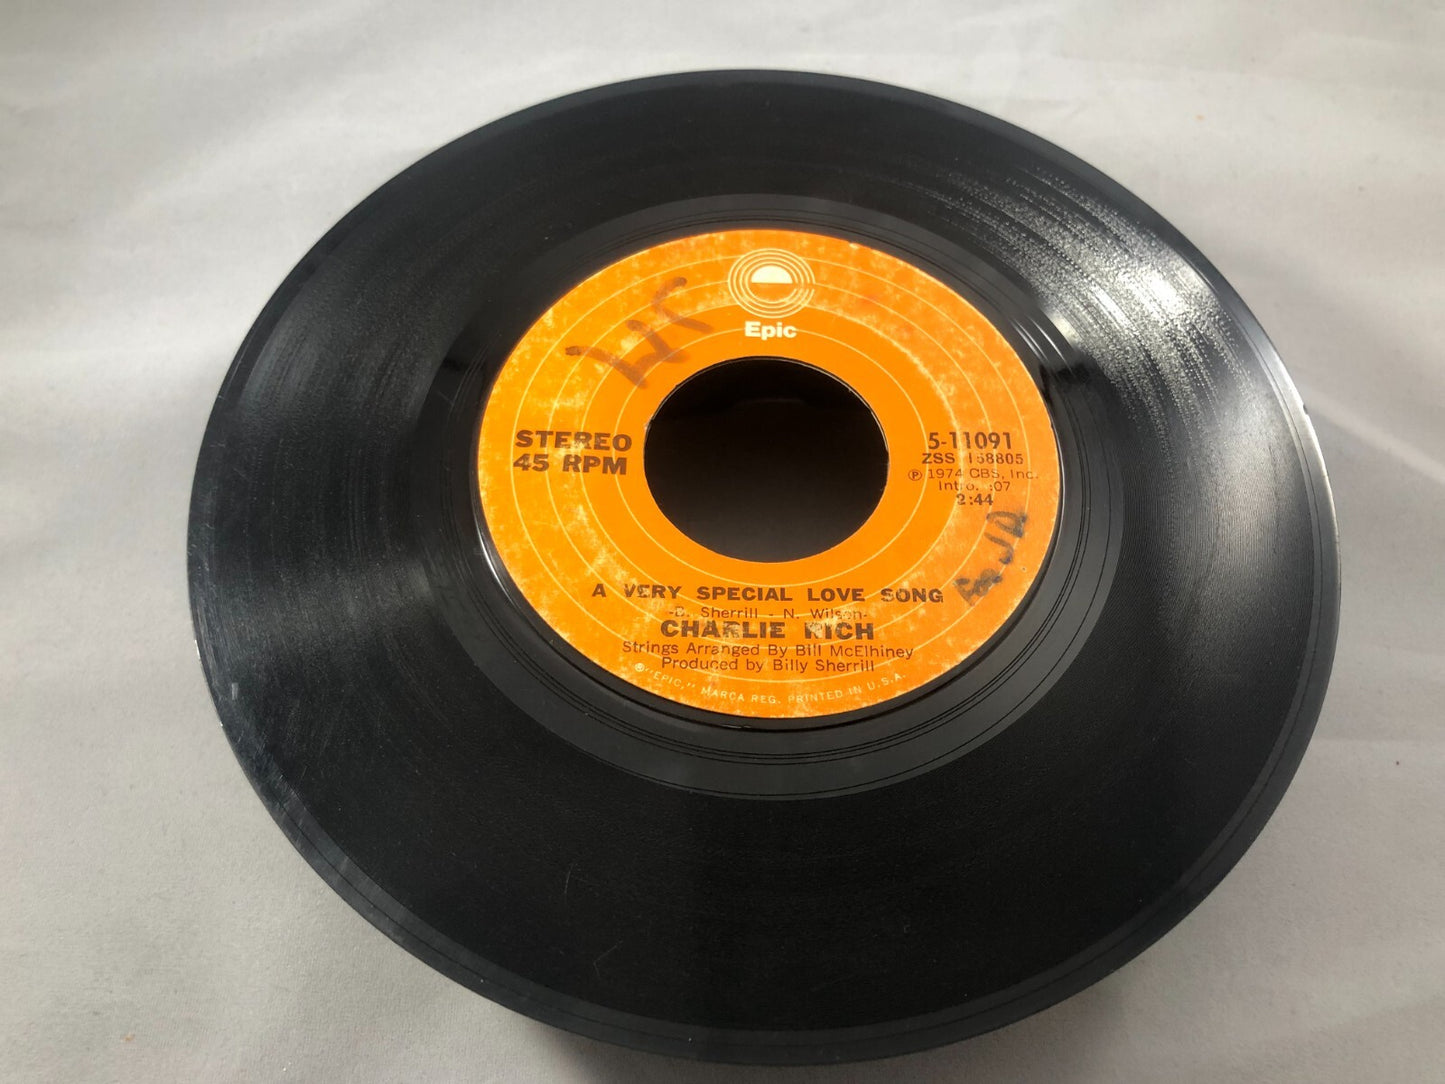 Epic
STEREO
45 RPM
5-11091
ZSS 158805
Ⓟ 1974 CBS, Inc.
Intro. :07
2:44
A VERY SPECIAL LOVE SONG
-B. Sherrill - N. Wilson-
CHARLIE RICH
Strings Arranged By Bill McElhiney
Produced by Billy Sherrill
® "EPIC," MARCA REG. PRINTED IN U.S.A.